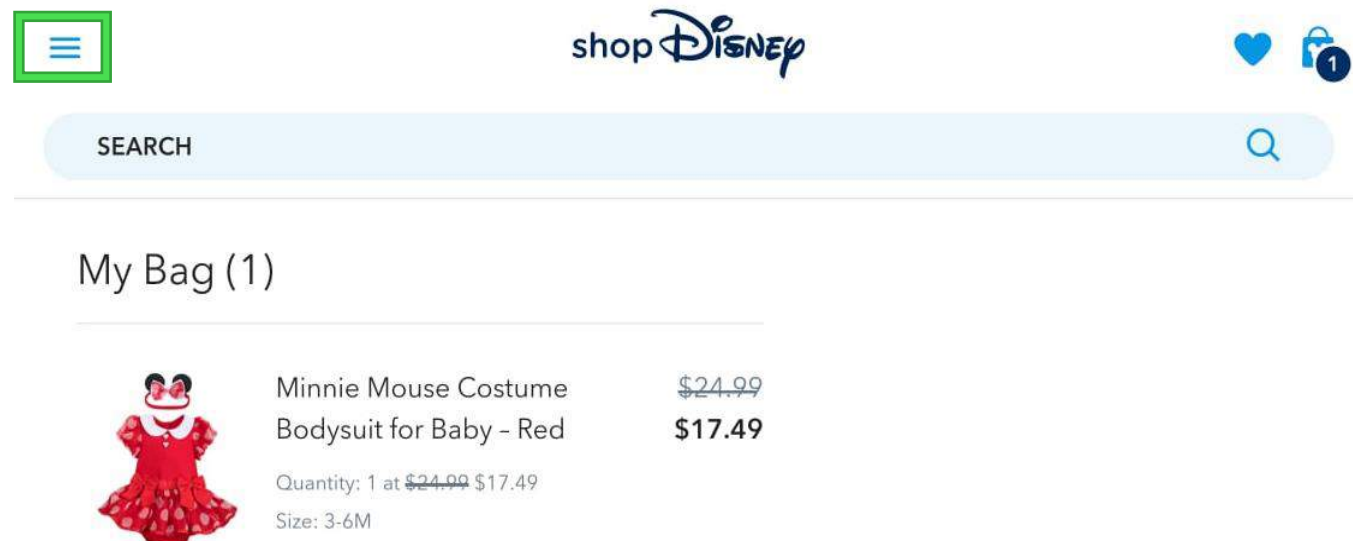 shop Disney
1
SEARCH
My Bag (1)
Minnie Mouse Costume
Bodysuit for Baby – Red
$24.99
$17.49
Quantity: 1 at $24.99 $17.49
Size: 3-6M